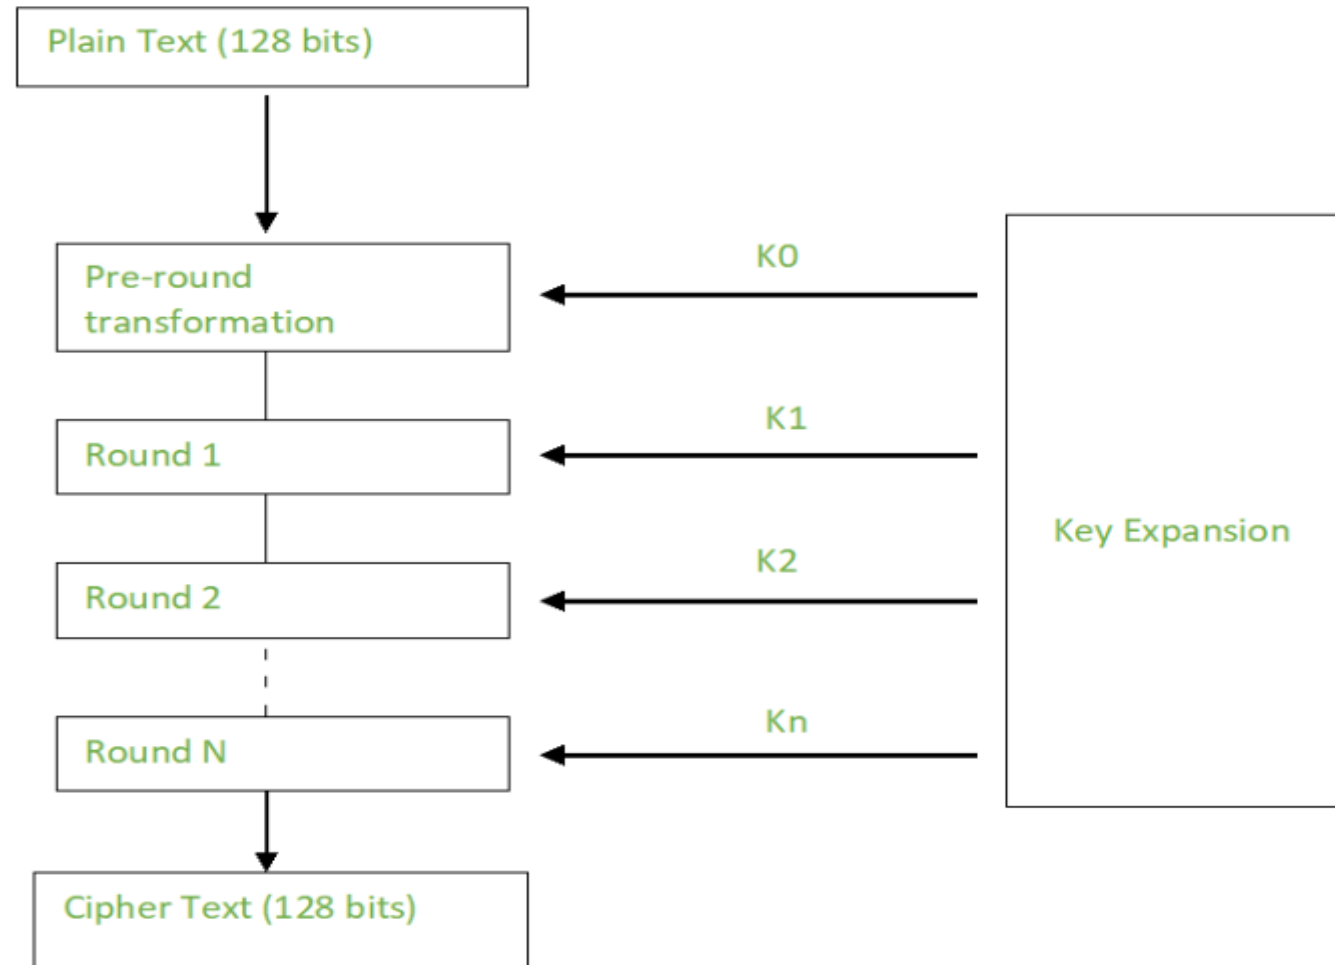 Plain Text (128 bits)
Pre-round
transformation
K0
Round 1
K1
Key Expansion
Round 2
K2
Round N
Kn
Cipher Text (128 bits)